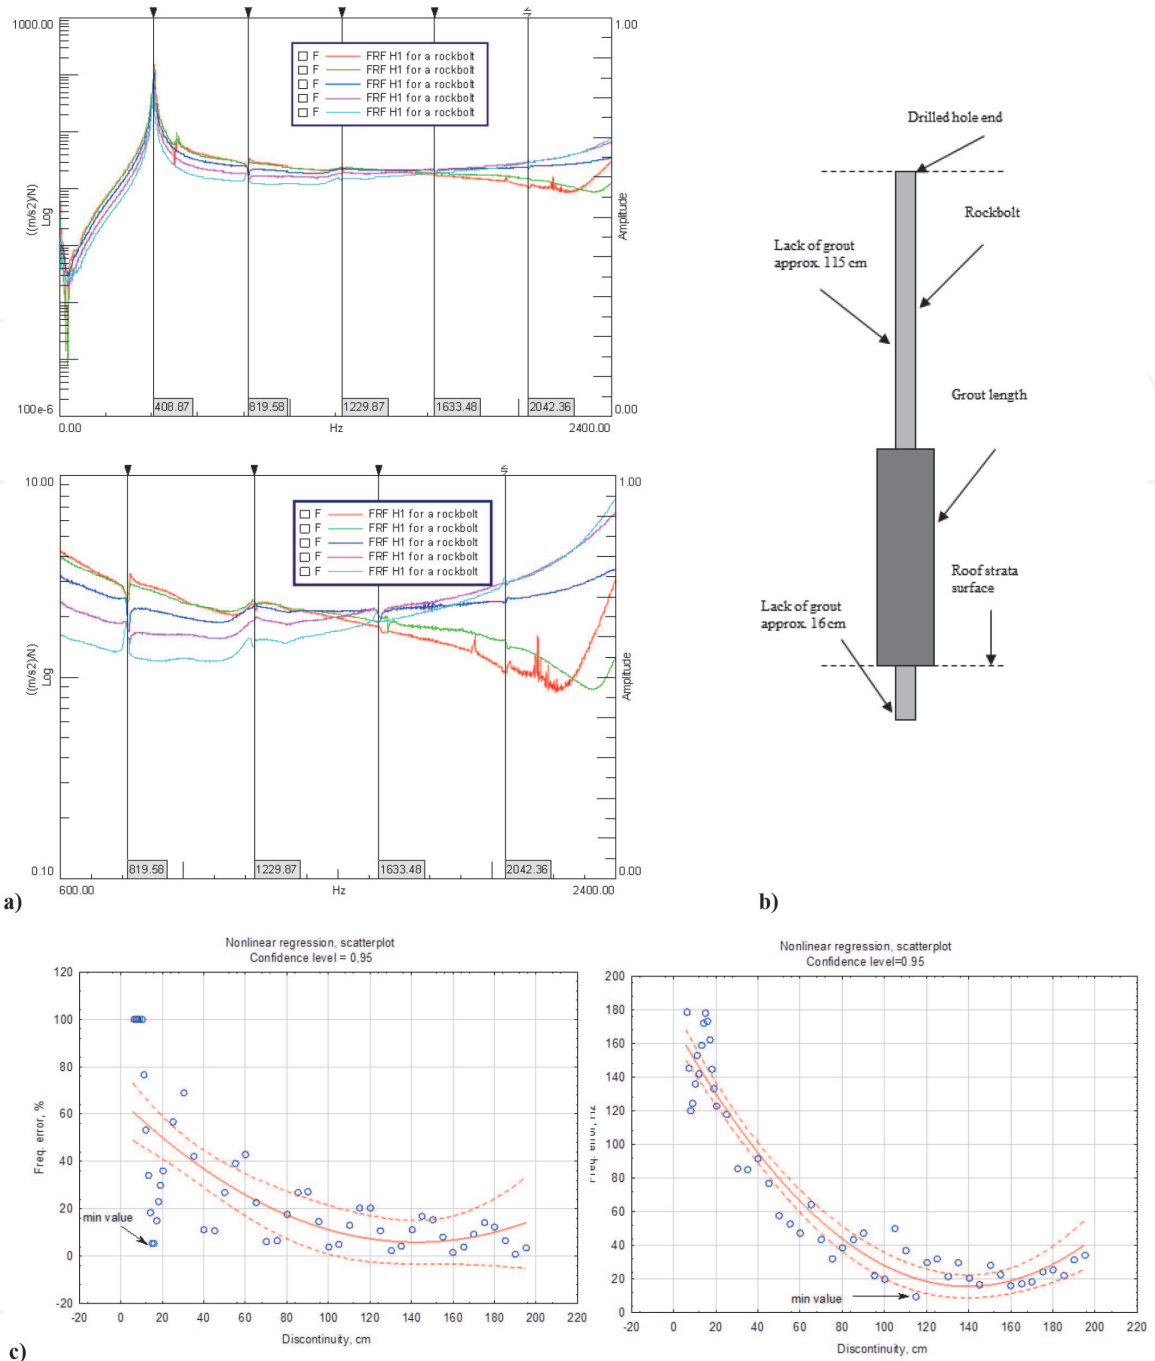 1000.00
1.00
F FRF H1 for a rockbolt
F FRF H1 for a rockbolt
F FRF H1 for a rockbolt
F FRF H1 for a rockbolt
F FRF H1 for a rockbolt
((m/s2)/N)
Log
Amplitude
100e-6
408.87
819.58
1229.87
1633.48
2042.36
0.00
0.00
Hz
2400.00
10.00
1.00
F FRF H1 for a rockbolt
F FRF H1 for a rockbolt
F FRF H1 for a rockbolt
F FRF H1 for a rockbolt
F FRF H1 for a rockbolt
((m/s2)/N)
Log
Amplitude
0.10
819.58
1229.87
1633.48
2042.36
0.00
600.00
Hz
2400.00
a)
Drilled hole end
Rockbolt
Lack of grout
approx. 115 cm
Grout length
Roof strata
surface
Lack of grout
approx. 16 cm
b)
Nonlinear regression, scatterplot
Confidence level = 0,95
120
100
80
60
40
20
0
-20
Freq. error, %
min value
-20 0 20 40 60 80 100 120 140 160 180 200 220
Discontinuity, cm
Nonlinear regression, scatterplot
Confidence level=0.95
200
180
160
140
120
100
80
60
40
20
0
Freq. error, Hz
min value
-20 0 20 40 60 80 100 120 140 160 180 200 220
Discontinuity, cm
c)